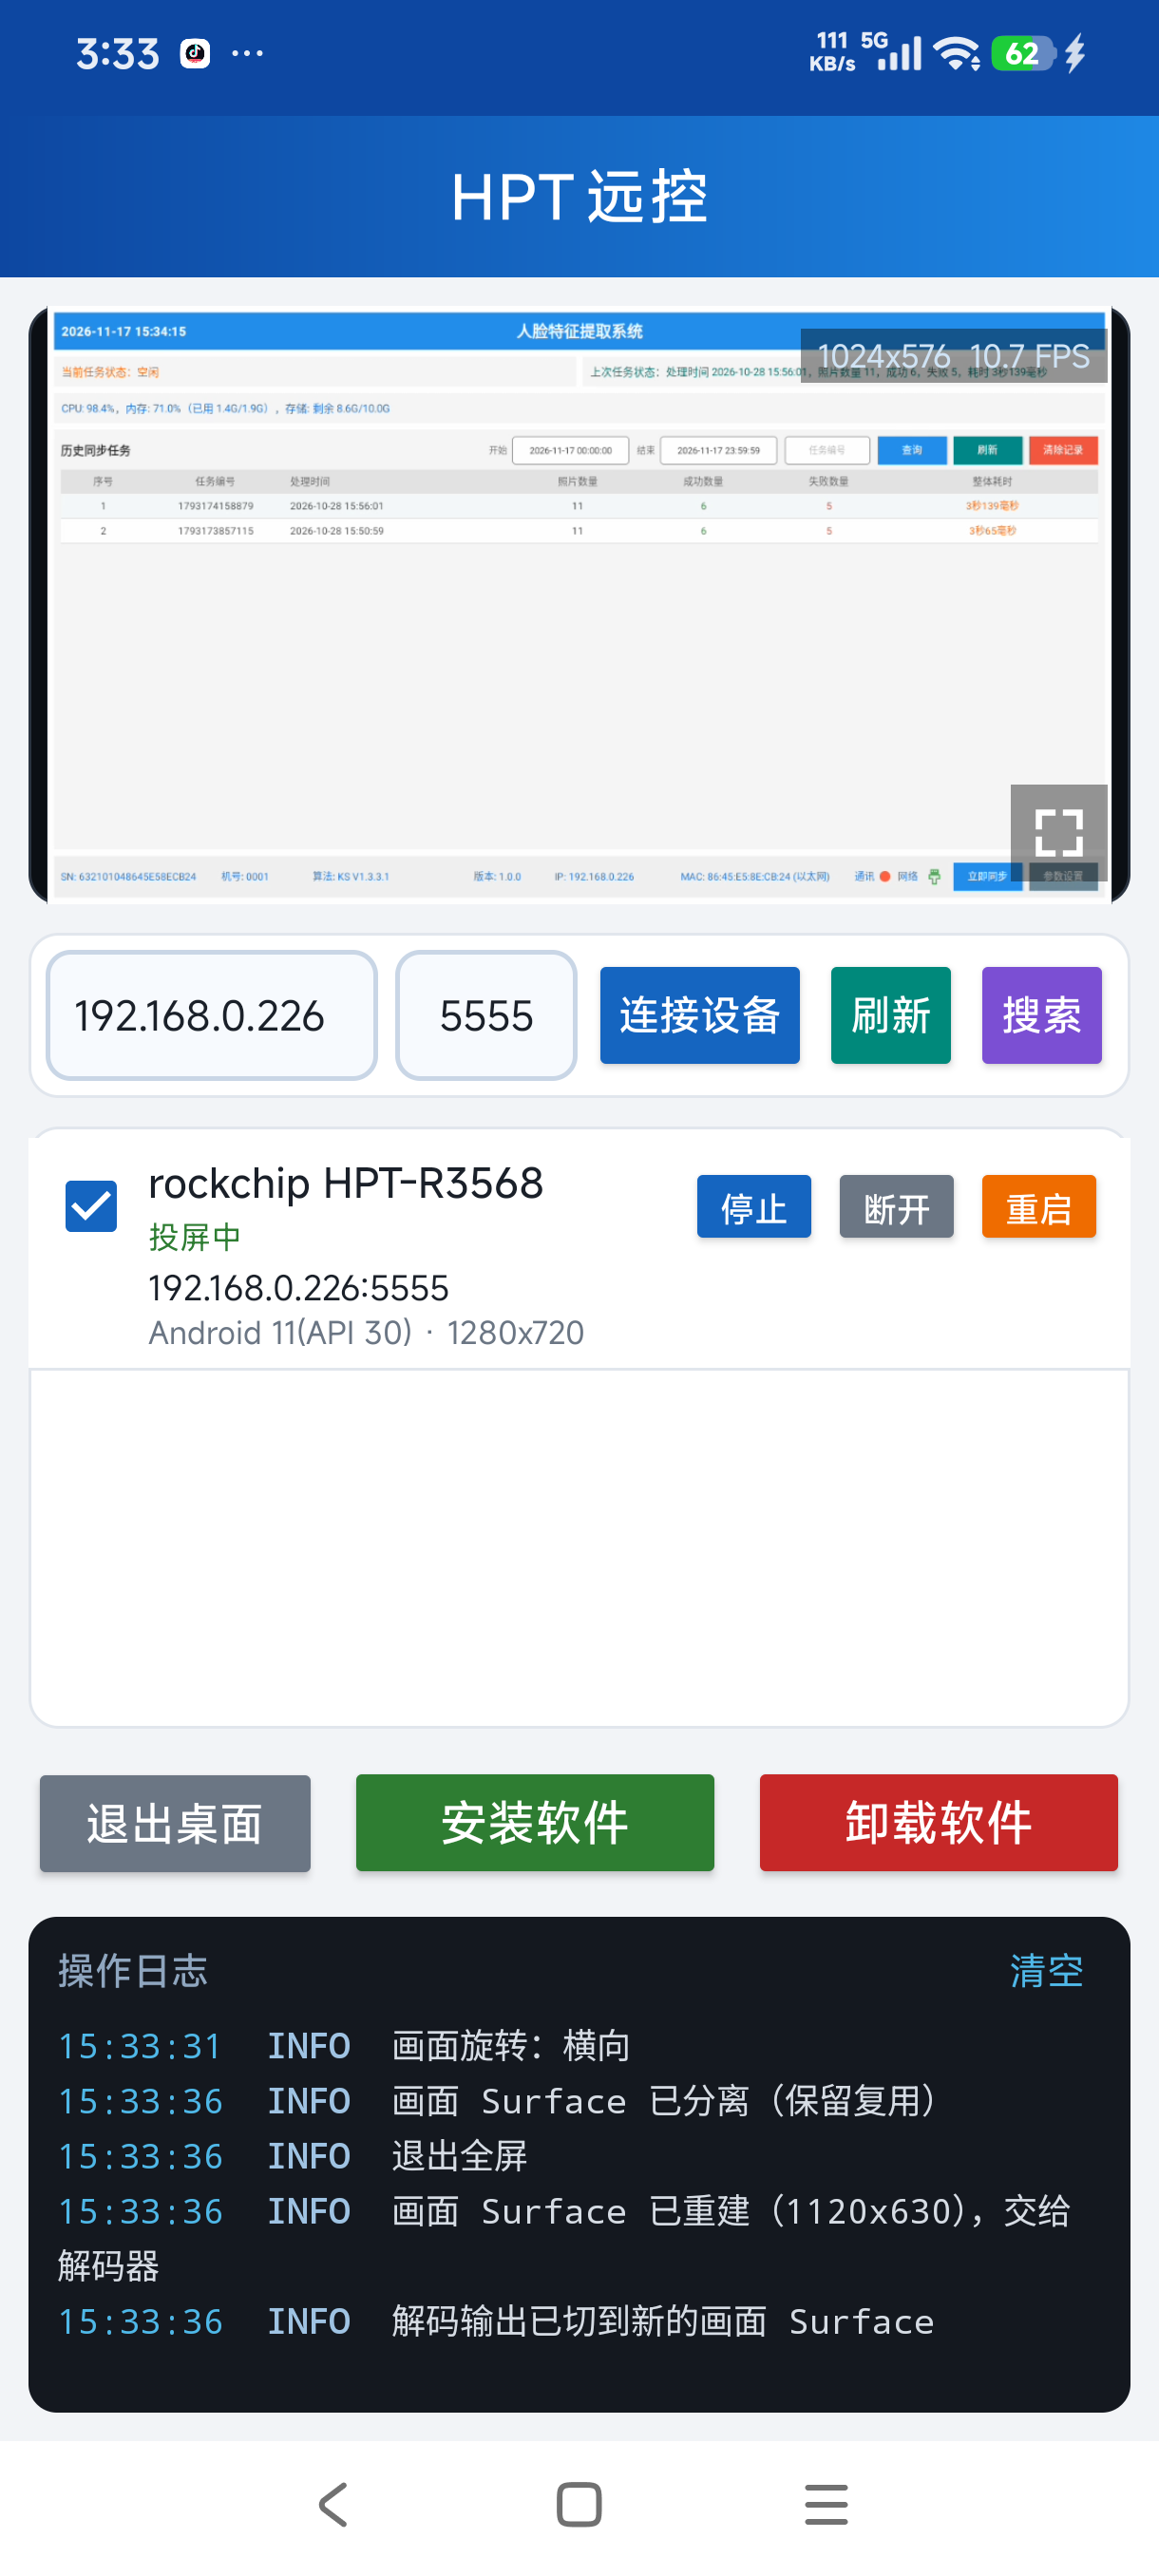 3:33 ··· 111 KB/s 5G 62
HPT 远控
2026-11-17 15:34:15 人脸特征提取系统
1024x576 10.7 FPS
当前任务状态：空闲 上次任务状态：处理时间 2026-10-28 15:56:01，照片数量 11，成功 6，失败 5，耗时 3秒139毫秒
CPU: 98.4%，内存: 71.0%（已用 1.4G/1.9G），存储: 剩余 8.6G/10.0G
历史同步任务 开始 2026-11-17 00:00:00 结束 2026-11-17 23:59:59 任务编号 查询 刷新 清除记录
序号 任务编号 处理时间 照片数量 成功数量 失败数量 整体耗时
1 1793174158879 2026-10-28 15:56:01 11 6 5 3秒139毫秒
2 1793173857115 2026-10-28 15:50:59 11 6 5 3秒65毫秒
SN: 632101048645E58ECB24 机号: 0001 算法: KS V1.3.3.1 版本: 1.0.0 IP: 192.168.0.226 MAC: 86:45:E5:8E:CB:24 (以太网) 通讯 网络 立即同步 参数设置
192.168.0.226 5555 连接设备 刷新 搜索
rockchip HPT-R3568 停止 断开 重启
投屏中
192.168.0.226:5555
Android 11(API 30) · 1280x720
退出桌面 安装软件 卸载软件
操作日志 清空
15:33:31 INFO 画面旋转：横向
15:33:36 INFO 画面 Surface 已分离（保留复用）
15:33:36 INFO 退出全屏
15:33:36 INFO 画面 Surface 已重建（1120x630），交给
解码器
15:33:36 INFO 解码输出已切到新的画面 Surface